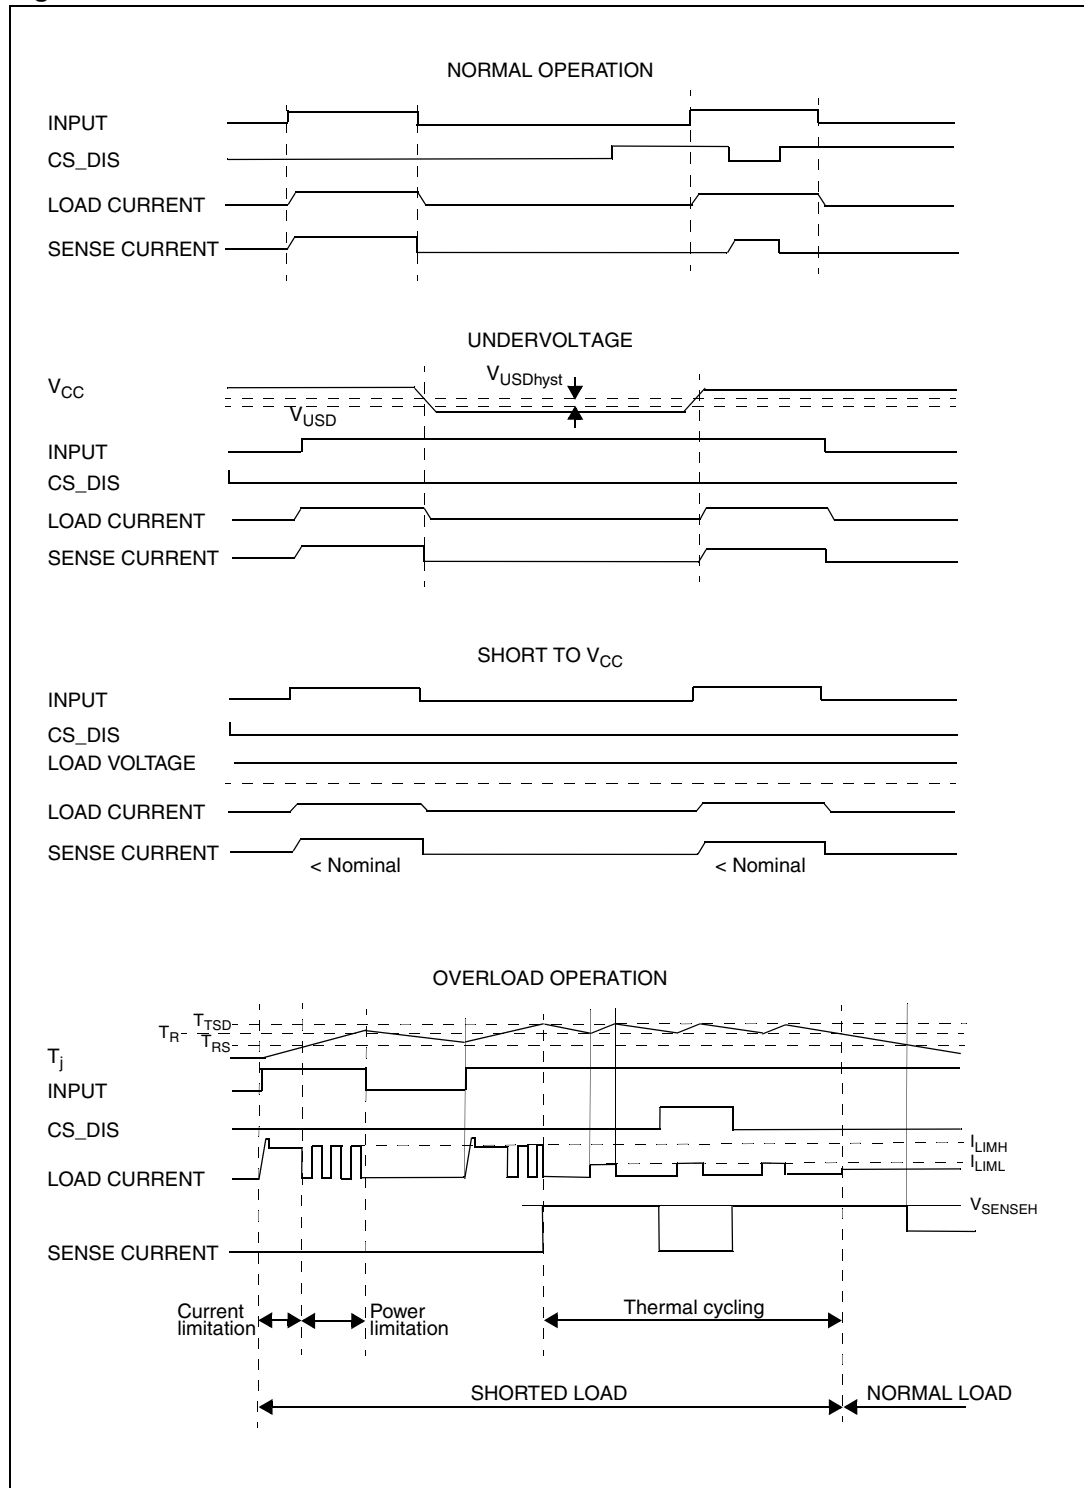 NORMAL OPERATION
INPUT
CS_DIS
LOAD CURRENT
SENSE CURRENT
UNDERVOLTAGE
VCC
VUSDhyst
VUSD
INPUT
CS_DIS
LOAD CURRENT
SENSE CURRENT
SHORT TO VCC
INPUT
CS_DIS
LOAD VOLTAGE
LOAD CURRENT
SENSE CURRENT
< Nominal
< Nominal
OVERLOAD OPERATION
TTSD
TR
TRS
Tj
INPUT
CS_DIS
ILIMH
ILIML
LOAD CURRENT
VSENSEH
SENSE CURRENT
Current
limitation
Power
limitation
Thermal cycling
SHORTED LOAD
NORMAL LOAD